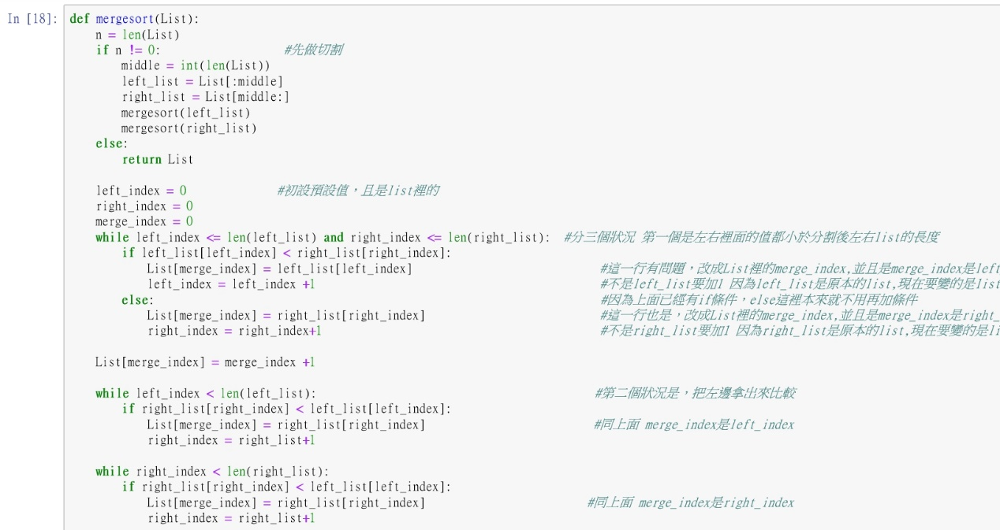 In [18]: def mergesort(List):
n = len(List)
if n != 0: #先做切割
middle = int(len(List))
left_list = List[:middle]
right_list = List[middle:]
mergesort(left_list)
mergesort(right_list)
else:
return List
left_index = 0 #初設預設值，且是list裡的
right_index = 0
merge_index = 0
while left_index <= len(left_list) and right_index <= len(right_list): #分三個狀況 第一個是左右裡面的值都小於分割後左右list的長度
if left_list[left_index] < right_list[right_index]:
List[merge_index] = left_list[left_index] #這一行有問題，改成List裡的merge_index,並且是merge_index是left
left_index = left_index +1 #不是left_list要加1 因為left_list是原本的list,現在要變的是list
else: #因為上面已經有if條件，else這裡本來就不用再加條件
List[merge_index] = right_list[right_index] #這一行也是，改成List裡的merge_index,並且是merge_index是right_
right_index = right_index+1 #不是right_list要加1 因為right_list是原本的list,現在要變的是li
List[merge_index] = merge_index +1
while left_index < len(left_list): #第二個狀況是，把左邊拿出來比較
if right_list[right_index] < left_list[left_index]:
List[merge_index] = right_list[right_index] #同上面 merge_index是left_index
right_index = right_list+1
while right_index < len(right_list):
if right_list[right_index] < left_list[left_index]:
List[merge_index] = right_list[right_index] #同上面 merge_index是right_index
right_index = right_list+1